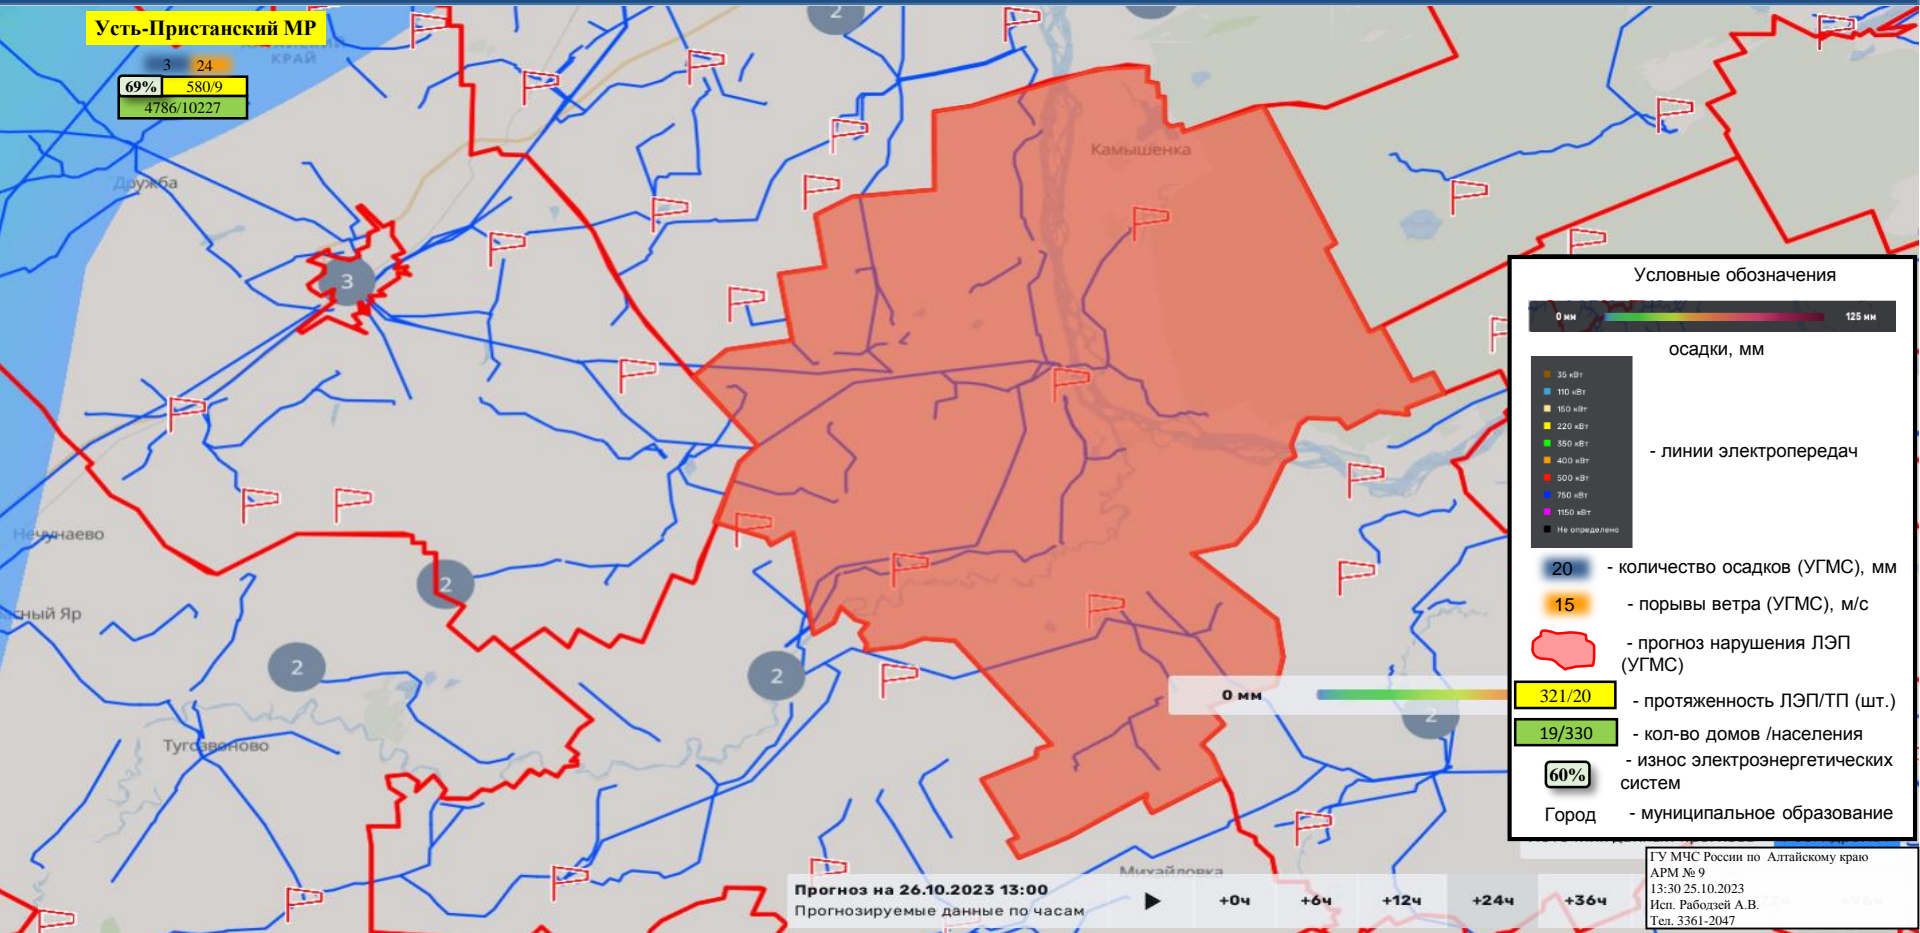 Усть-Пристанский МР
КРАЙ
3 24
69% 580/9
4786/10227
2
Камышенка
Дружба
3
Нечунаево
2
сный Яр
2
2
Тугозвоново
0 мм
2
Михайловка
Прогноз на 26.10.2023 13:00
Прогнозируемые данные по часам
+0ч +6ч +12ч +24ч +36ч
Условные обозначения
0 мм 125 мм
осадки, мм
35 кВт
110 кВт
150 кВт
220 кВт
350 кВт
400 кВт
500 кВт
750 кВт
1150 кВт
Не определено
- линии электропередач
20 - количество осадков (УГМС), мм
15 - порывы ветра (УГМС), м/с
- прогноз нарушения ЛЭП
(УГМС)
321/20 - протяженность ЛЭП/ТП (шт.)
19/330 - кол-во домов /населения
60% - износ электроэнергетических
систем
Город - муниципальное образование
ГУ МЧС России по Алтайскому краю
АРМ № 9
13:30 25.10.2023
Исп. Рабодзей А.В.
Тел. 3361-2047